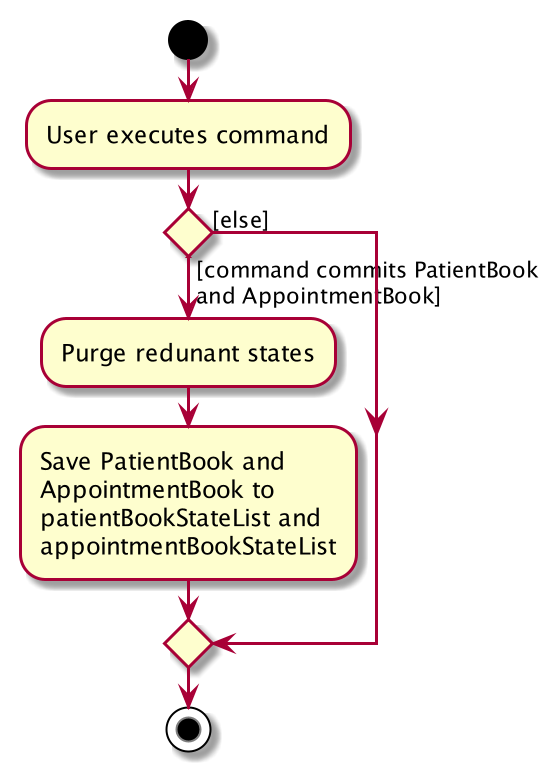 User executes command
[else]
[command commits PatientBook
and AppointmentBook]
Purge redunant states
Save PatientBook and
AppointmentBook to
patientBookStateList and
appointmentBookStateList